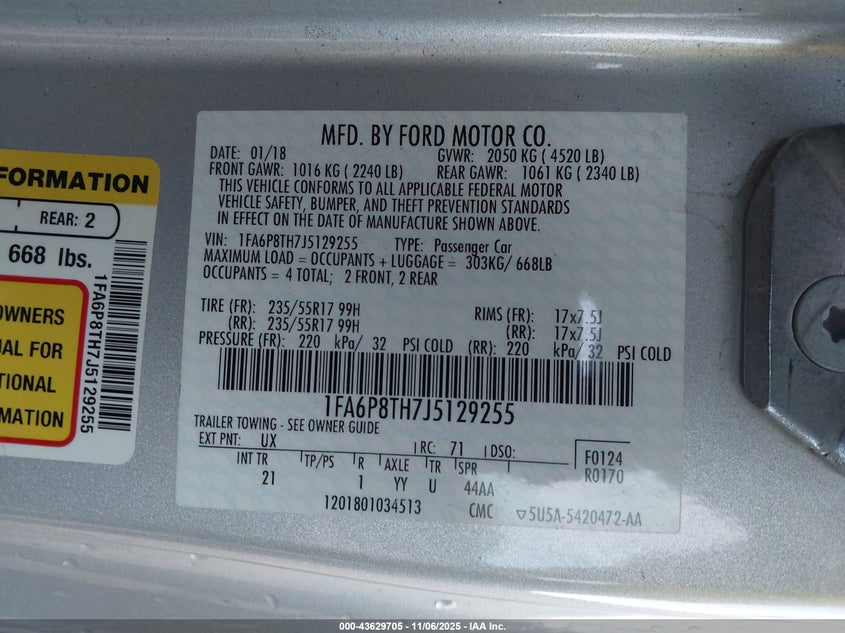 FORMATION
REAR: 2
668 lbs.
OWNERS
UAL FOR
TIONAL
MATION
1FA6P8TH7J5129255
MFD. BY FORD MOTOR CO.
DATE: 01/18 GVWR: 2050 KG ( 4520 LB)
FRONT GAWR: 1016 KG ( 2240 LB) REAR GAWR: 1061 KG ( 2340 LB)
THIS VEHICLE CONFORMS TO ALL APPLICABLE FEDERAL MOTOR
VEHICLE SAFETY, BUMPER, AND THEFT PREVENTION STANDARDS
IN EFFECT ON THE DATE OF MANUFACTURE SHOWN ABOVE.
VIN: 1FA6P8TH7J5129255 TYPE: Passenger Car
MAXIMUM LOAD = OCCUPANTS + LUGGAGE = 303KG/ 668LB
OCCUPANTS = 4 TOTAL; 2 FRONT, 2 REAR
TIRE (FR): 235/55R17 99H RIMS (FR): 17x7.5J
(RR): 235/55R17 99H (RR): 17x7.5J
PRESSURE (FR): 220 kPa/ 32 PSI COLD (RR): 220 kPa/ 32 PSI COLD
1FA6P8TH7J5129255
TRAILER TOWING - SEE OWNER GUIDE
EXT PNT: UX RC: 71 DSO: F0124
INT TR TP/PS R AXLE TR SPR R0170
21 1 YY U 44AA
1201801034513 CMC ▽5U5A-5420472-AA
000-43629705 - 11/06/2025 - IAA Inc.